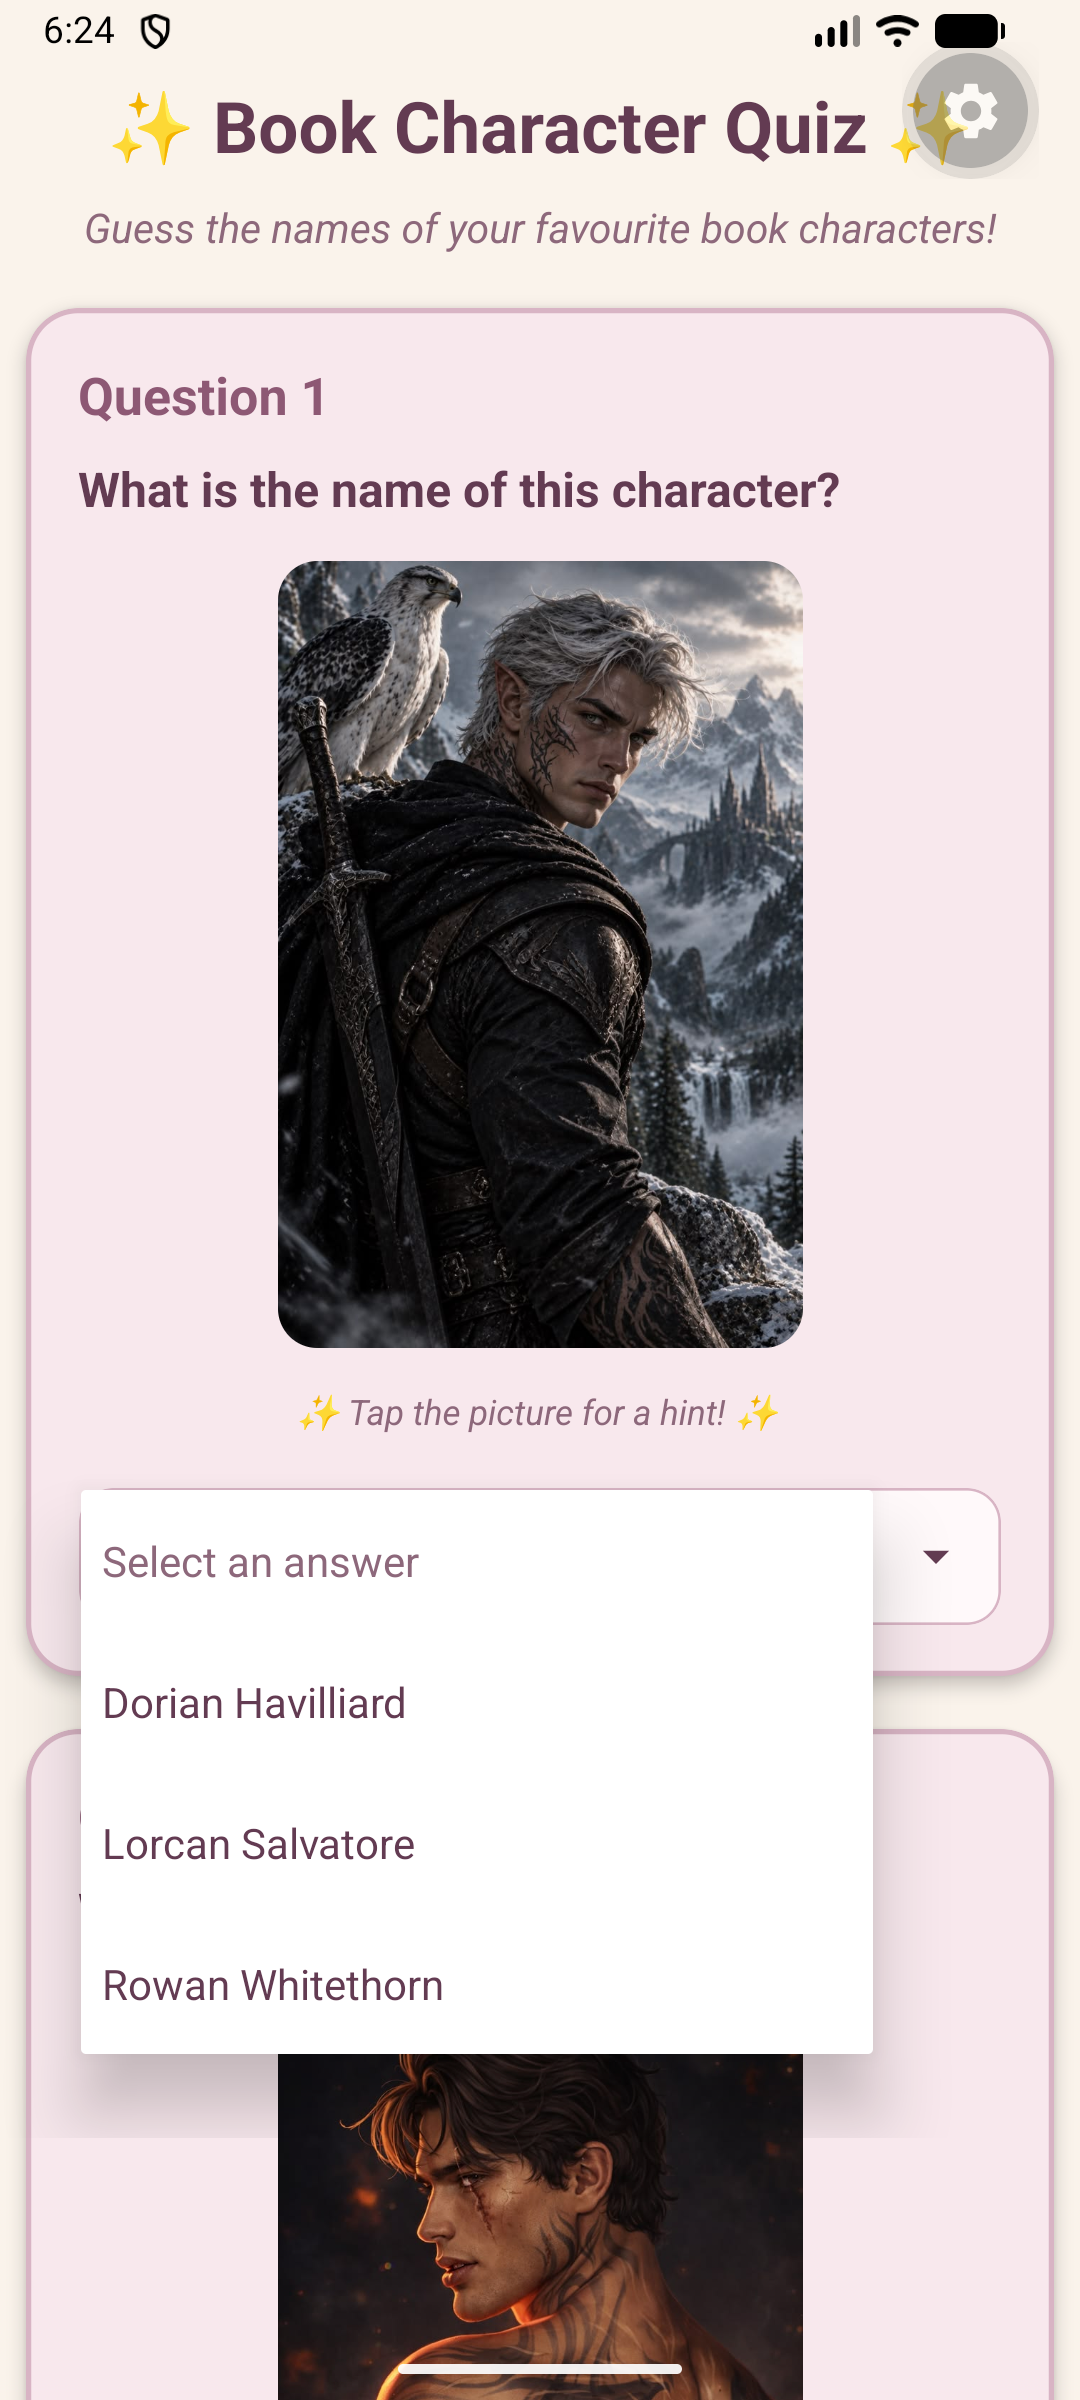 6:24
✨ Book Character Quiz ✨
Guess the names of your favourite book characters!
Question 1
What is the name of this character?
✨ Tap the picture for a hint! ✨
Select an answer
Dorian Havilliard
Lorcan Salvatore
Rowan Whitethorn